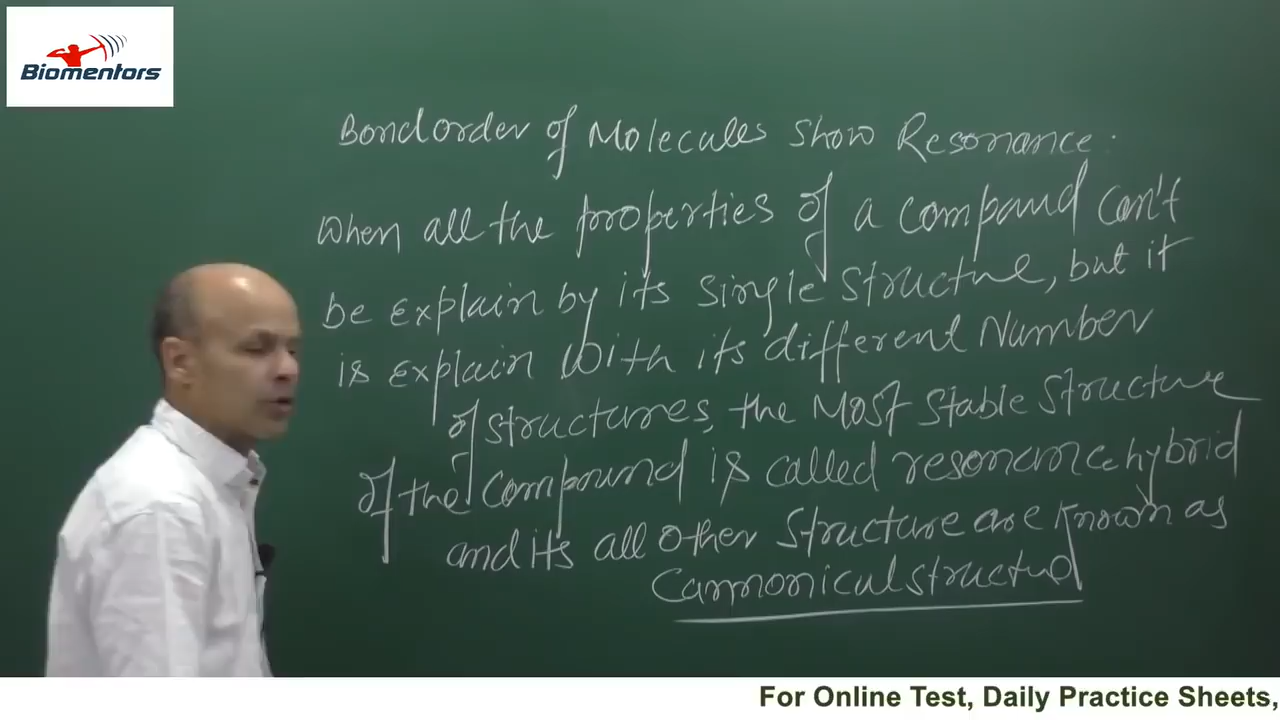 Biomentors
Bondorder of Molecules Show Resonance.
When all the properties of a compaud can't
be explain by its single structure, but it
is explain with its different Number
of structures, the Most Stable Structure
of the compound is called resonance hybrid
and its all other Structure are known as
Cannonical structure
For Online Test, Daily Practice Sheets,